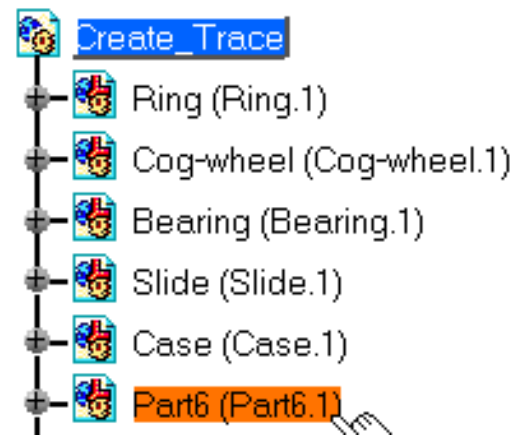 Create_Trace
Ring (Ring.1)
Cog-wheel (Cog-wheel.1)
Bearing (Bearing.1)
Slide (Slide.1)
Case (Case.1)
Part6 (Part6.1)